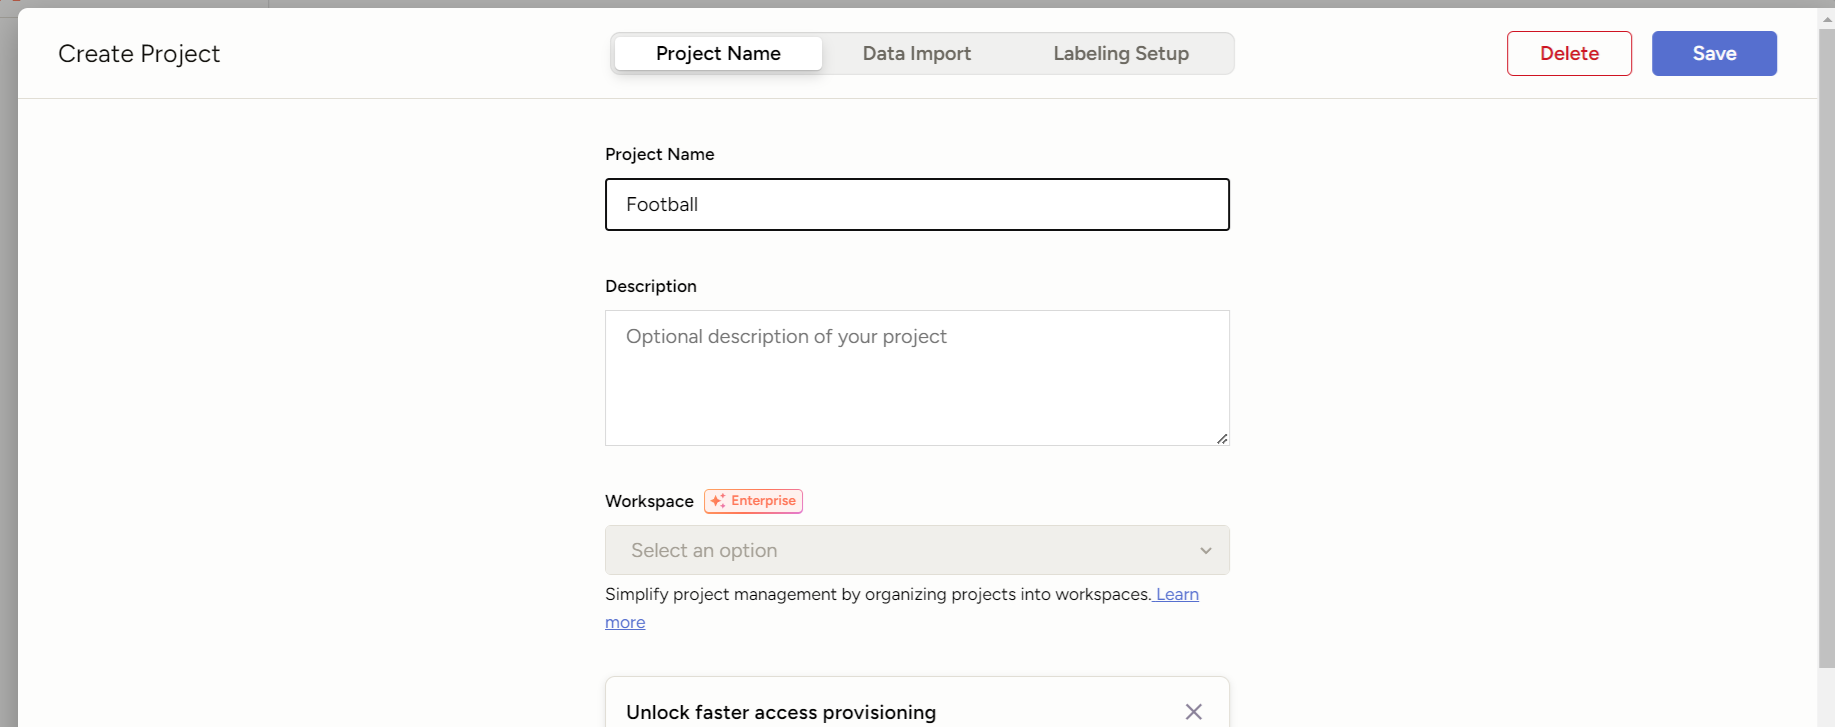 Create Project
Project Name
Data Import
Labeling Setup
Delete
Save
Project Name
Football
Description
Optional description of your project
Workspace
Enterprise
Select an option
Simplify project management by organizing projects into workspaces. Learn
more
Unlock faster access provisioning